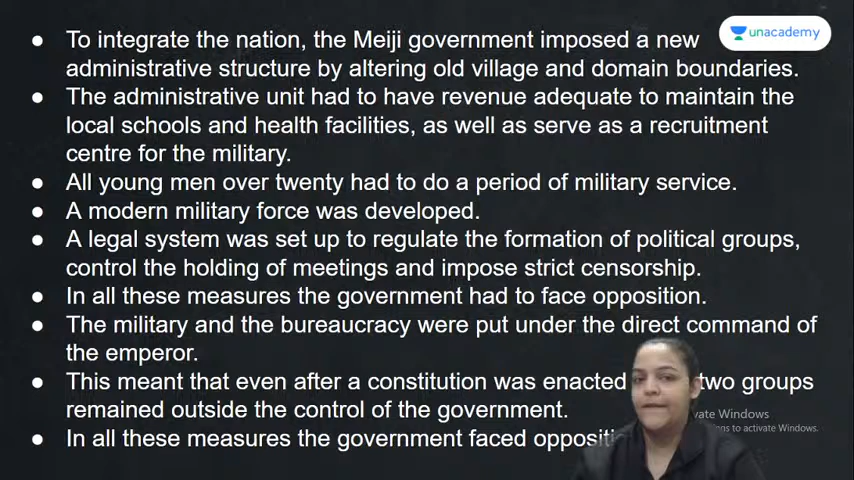 unacademy
● To integrate the nation, the Meiji government imposed a new
administrative structure by altering old village and domain boundaries.
● The administrative unit had to have revenue adequate to maintain the
local schools and health facilities, as well as serve as a recruitment
centre for the military.
● All young men over twenty had to do a period of military service.
● A modern military force was developed.
● A legal system was set up to regulate the formation of political groups,
control the holding of meetings and impose strict censorship.
● In all these measures the government had to face opposition.
● The military and the bureaucracy were put under the direct command of
the emperor.
● This meant that even after a constitution was enacted two groups
remained outside the control of the government.
● In all these measures the government faced
Windows
to activate Windows.